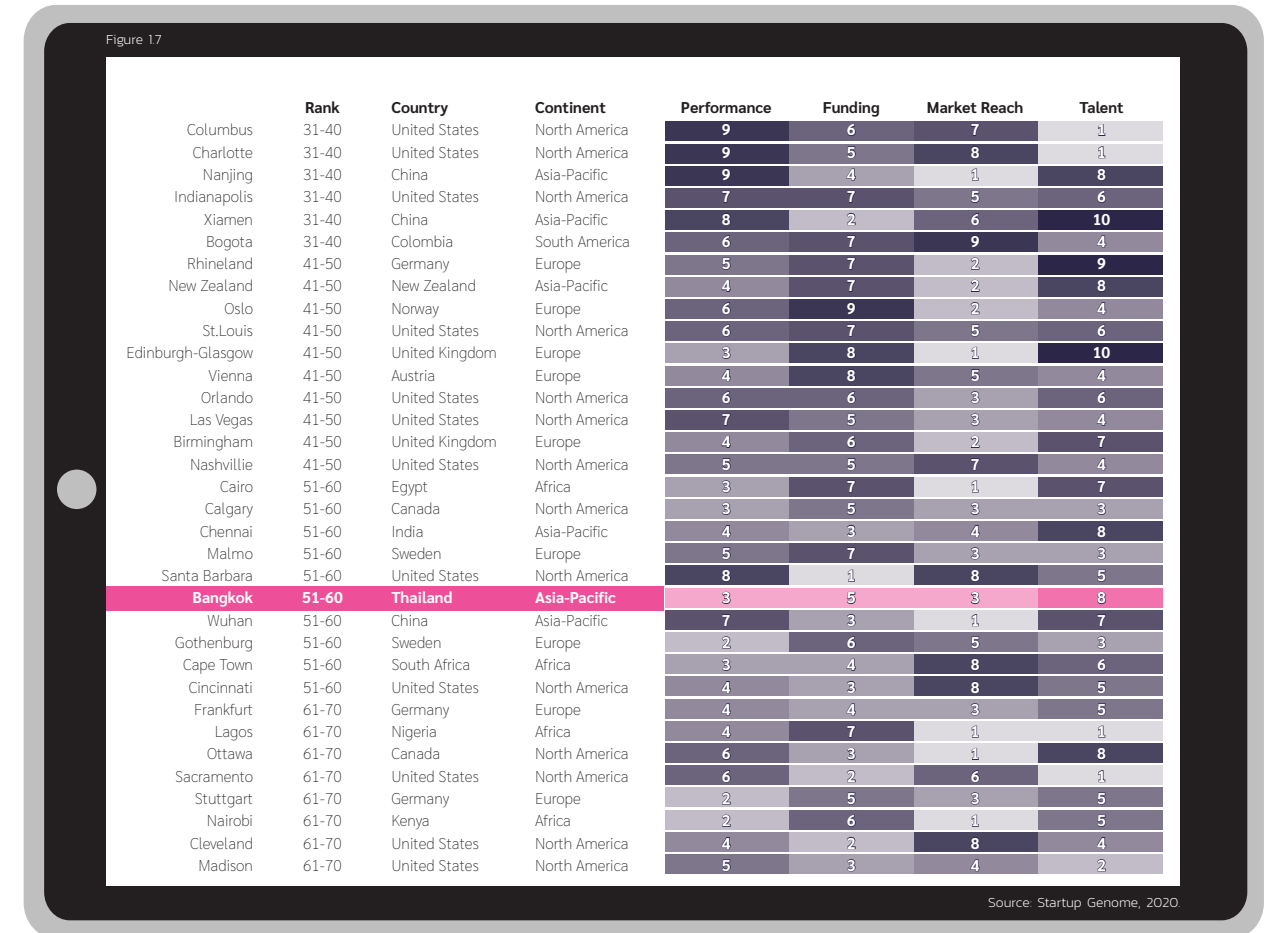 Figure 1.7
Rank Country Continent Performance Funding Market Reach Talent
Columbus 31-40 United States North America 9 6 7 1
Charlotte 31-40 United States North America 9 5 8 1
Nanjing 31-40 China Asia-Pacific 9 4 1 8
Indianapolis 31-40 United States North America 7 7 5 6
Xiamen 31-40 China Asia-Pacific 8 2 6 10
Bogota 31-40 Colombia South America 6 7 9 4
Rhineland 41-50 Germany Europe 5 7 2 9
New Zealand 41-50 New Zealand Asia-Pacific 4 7 2 8
Oslo 41-50 Norway Europe 6 9 2 4
St.Louis 41-50 United States North America 6 7 5 6
Edinburgh-Glasgow 41-50 United Kingdom Europe 3 8 1 10
Vienna 41-50 Austria Europe 4 8 5 4
Orlando 41-50 United States North America 6 6 3 6
Las Vegas 41-50 United States North America 7 5 3 4
Birmingham 41-50 United Kingdom Europe 4 6 2 7
Nashvillie 41-50 United States North America 5 5 7 4
Cairo 51-60 Egypt Africa 3 7 1 7
Calgary 51-60 Canada North America 3 5 3 3
Chennai 51-60 India Asia-Pacific 4 3 4 8
Malmo 51-60 Sweden Europe 5 7 3 3
Santa Barbara 51-60 United States North America 8 1 8 5
Bangkok 51-60 Thailand Asia-Pacific 3 5 3 8
Wuhan 51-60 China Asia-Pacific 7 3 1 7
Gothenburg 51-60 Sweden Europe 2 6 5 3
Cape Town 51-60 South Africa Africa 3 4 8 6
Cincinnati 51-60 United States North America 4 3 8 5
Frankfurt 61-70 Germany Europe 4 4 3 5
Lagos 61-70 Nigeria Africa 4 7 1 1
Ottawa 61-70 Canada North America 6 3 1 8
Sacramento 61-70 United States North America 6 2 6 1
Stuttgart 61-70 Germany Europe 2 5 3 5
Nairobi 61-70 Kenya Africa 2 6 1 5
Cleveland 61-70 United States North America 4 2 8 4
Madison 61-70 United States North America 5 3 4 2
Source: Startup Genome, 2020.